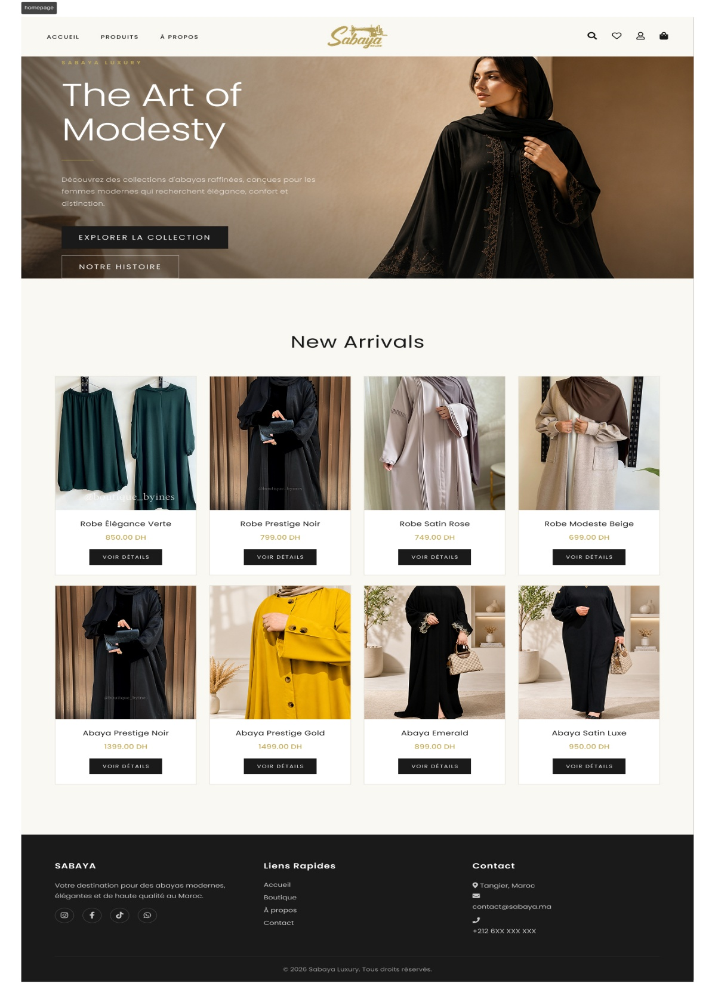 homepage
ACCUEIL PRODUITS À PROPOS
Sabaya
SABAYA LUXURY
The Art of
Modesty
Découvrez des collections d'abayas raffinées, conçues pour les
femmes modernes qui recherchent élégance, confort et
distinction.
EXPLORER LA COLLECTION
NOTRE HISTOIRE
New Arrivals
@boutique_byines
@boutique_byines
Robe Élégance Verte
850.00 DH
VOIR DÉTAILS
Robe Prestige Noir
799.00 DH
VOIR DÉTAILS
Robe Satin Rose
749.00 DH
VOIR DÉTAILS
Robe Modeste Beige
699.00 DH
VOIR DÉTAILS
@boutique_byines
Abaya Prestige Noir
1399.00 DH
VOIR DÉTAILS
Abaya Prestige Gold
1499.00 DH
VOIR DÉTAILS
Abaya Emerald
899.00 DH
VOIR DÉTAILS
Abaya Satin Luxe
950.00 DH
VOIR DÉTAILS
SABAYA
Votre destination pour des abayas modernes,
élégantes et de haute qualité au Maroc.
Liens Rapides
Accueil
Boutique
À propos
Contact
Contact
Tangier, Maroc
contact@sabaya.ma
+212 6XX XXX XXX
© 2026 Sabaya Luxury. Tous droits réservés.